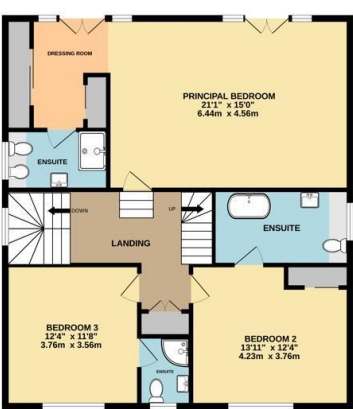 DRESSING ROOM
PRINCIPAL BEDROOM
21'1" x 15'0"
6.44m x 4.56m
ENSUITE
DOWN
UP
LANDING
ENSUITE
BEDROOM 3
12'4" x 11'8"
3.76m x 3.56m
BEDROOM 2
13'11" x 12'4"
4.23m x 3.76m
ENSUITE